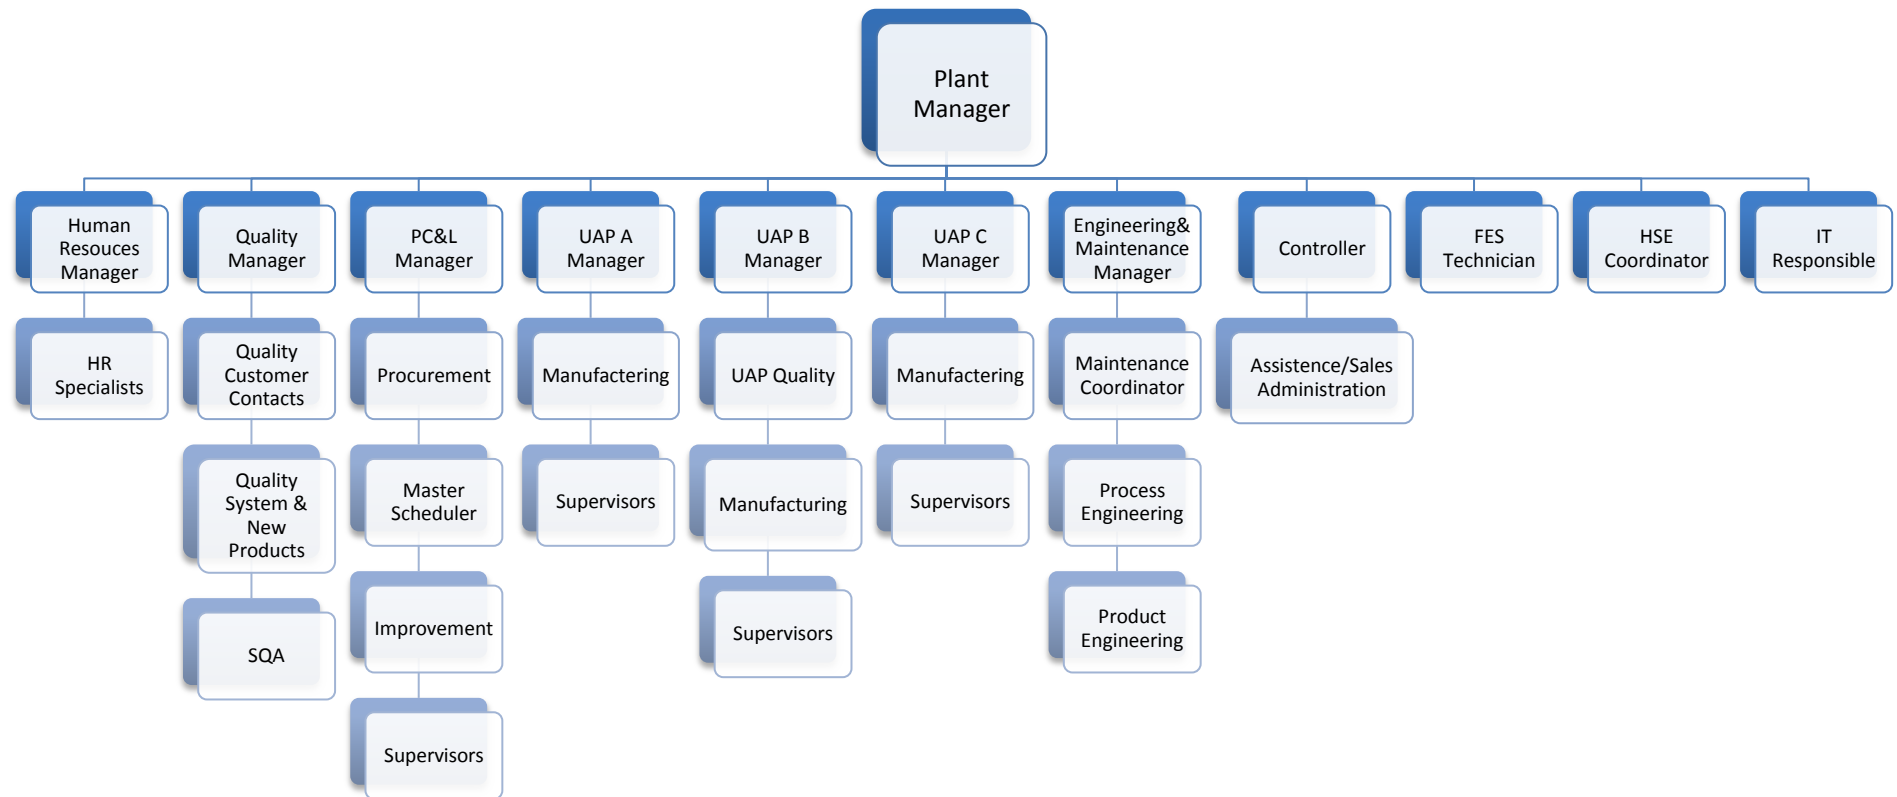 Plant
Manager
Human
Resouces
Manager
Quality
Manager
PC&L
Manager
UAP A
Manager
UAP B
Manager
UAP C
Manager
Engineering&
Maintenance
Manager
Controller
FES
Technician
HSE
Coordinator
IT
Responsible
HR
Specialists
Quality
Customer
Contacts
Procurement
Manufactering
UAP Quality
Manufactering
Maintenance
Coordinator
Assistence/Sales
Administration
Quality
System &
New
Products
Master
Scheduler
Supervisors
Manufacturing
Supervisors
Process
Engineering
SQA
Improvement
Supervisors
Product
Engineering
Supervisors